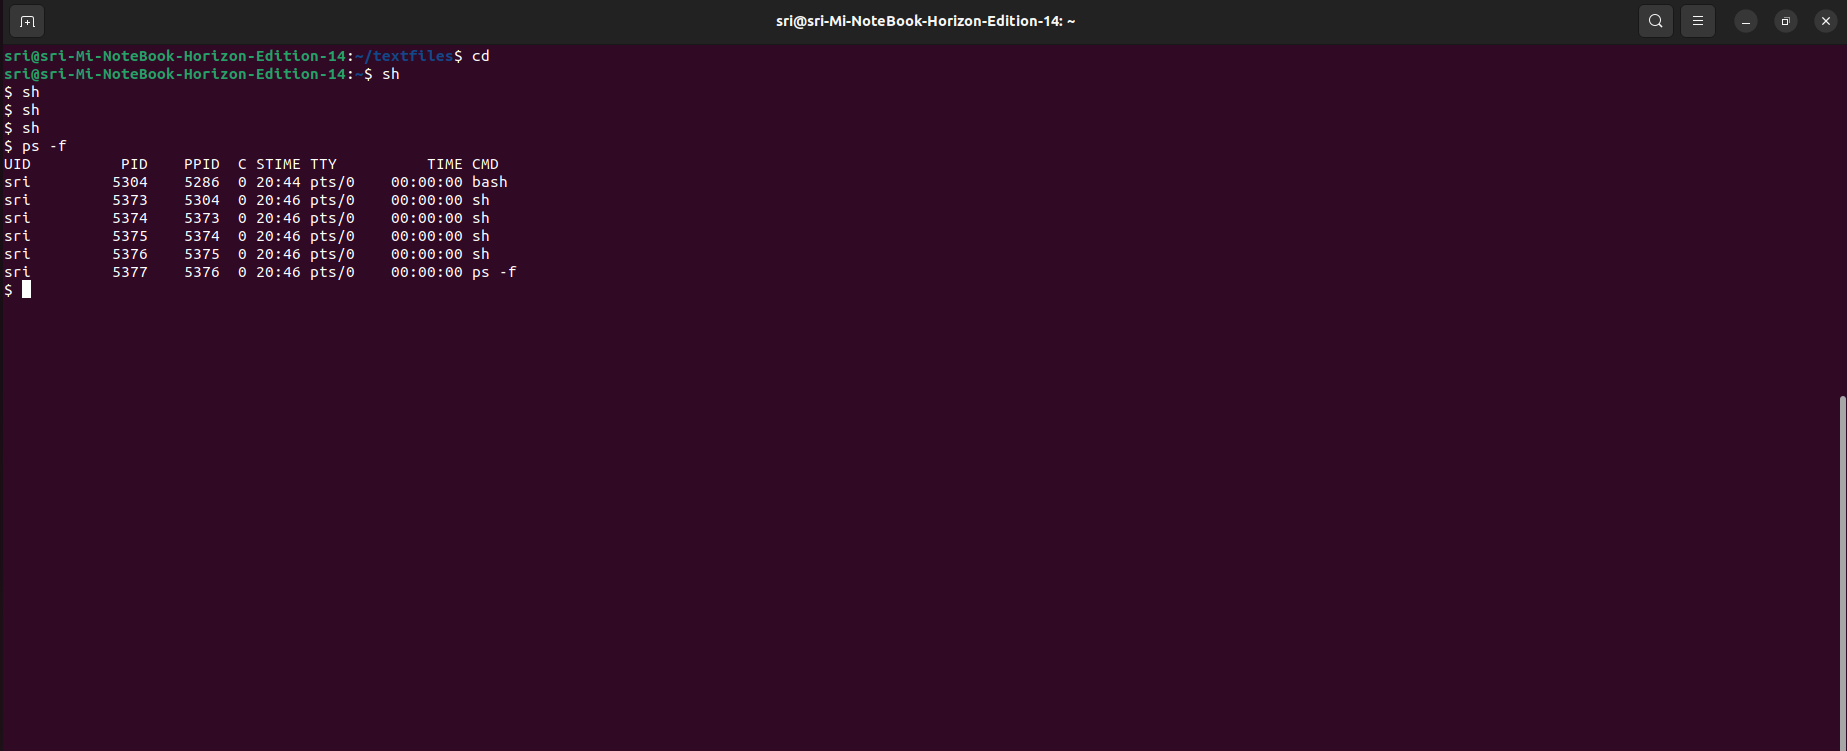 sri@sri-Mi-NoteBook-Horizon-Edition-14: ~
sri@sri-Mi-NoteBook-Horizon-Edition-14:~/textfiles$ cd
sri@sri-Mi-NoteBook-Horizon-Edition-14:~$ sh
$ sh
$ sh
$ sh
$ ps -f
UID          PID    PPID  C STIME TTY          TIME CMD
sri         5304    5286  0 20:44 pts/0    00:00:00 bash
sri         5373    5304  0 20:46 pts/0    00:00:00 sh
sri         5374    5373  0 20:46 pts/0    00:00:00 sh
sri         5375    5374  0 20:46 pts/0    00:00:00 sh
sri         5376    5375  0 20:46 pts/0    00:00:00 sh
sri         5377    5376  0 20:46 pts/0    00:00:00 ps -f
$